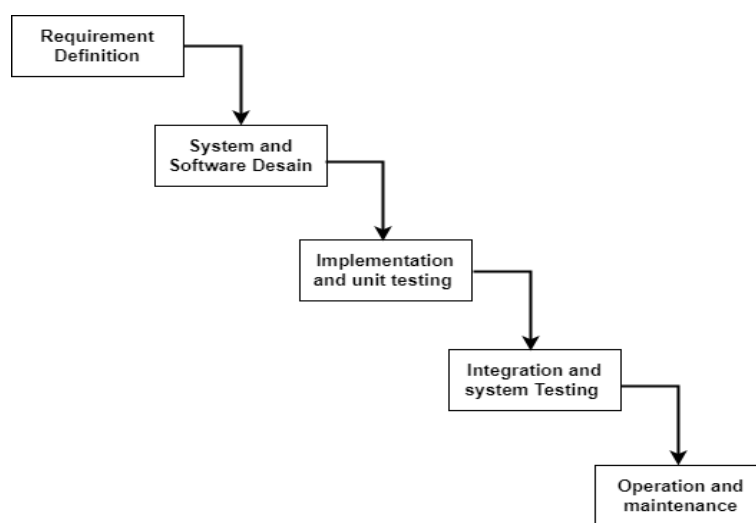 Requirement
Definition
System and
Software Desain
Implementation
and unit testing
Integration and
system Testing
Operation and
maintenance